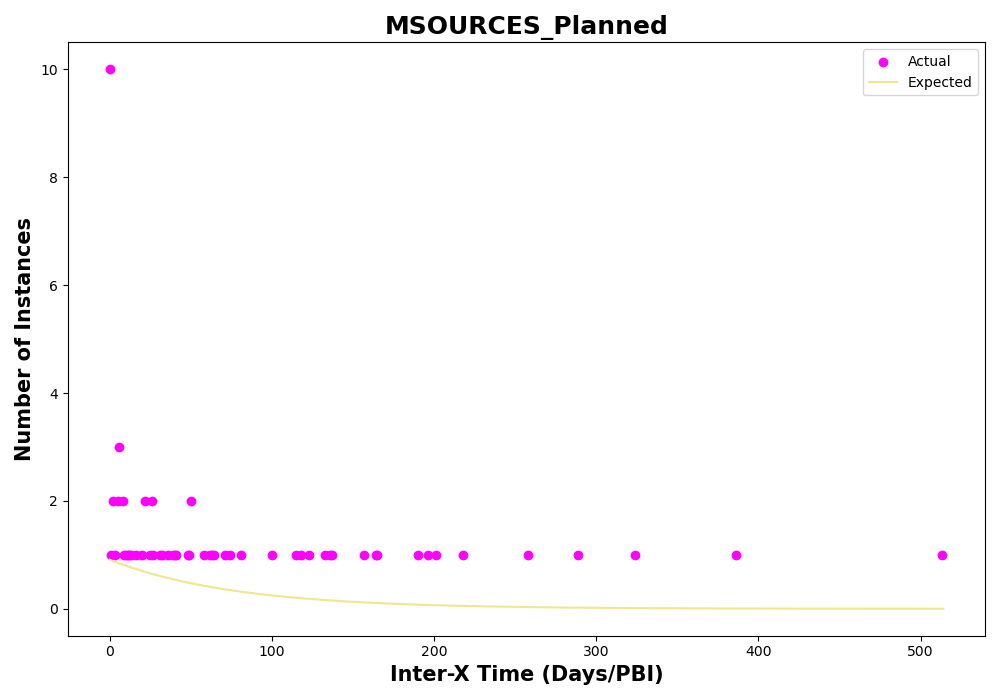 MSOURCES_Planned
Actual
Expected
Number of Instances
10
8
6
4
2
0
0 100 200 300 400 500
Inter-X Time (Days/PBI)